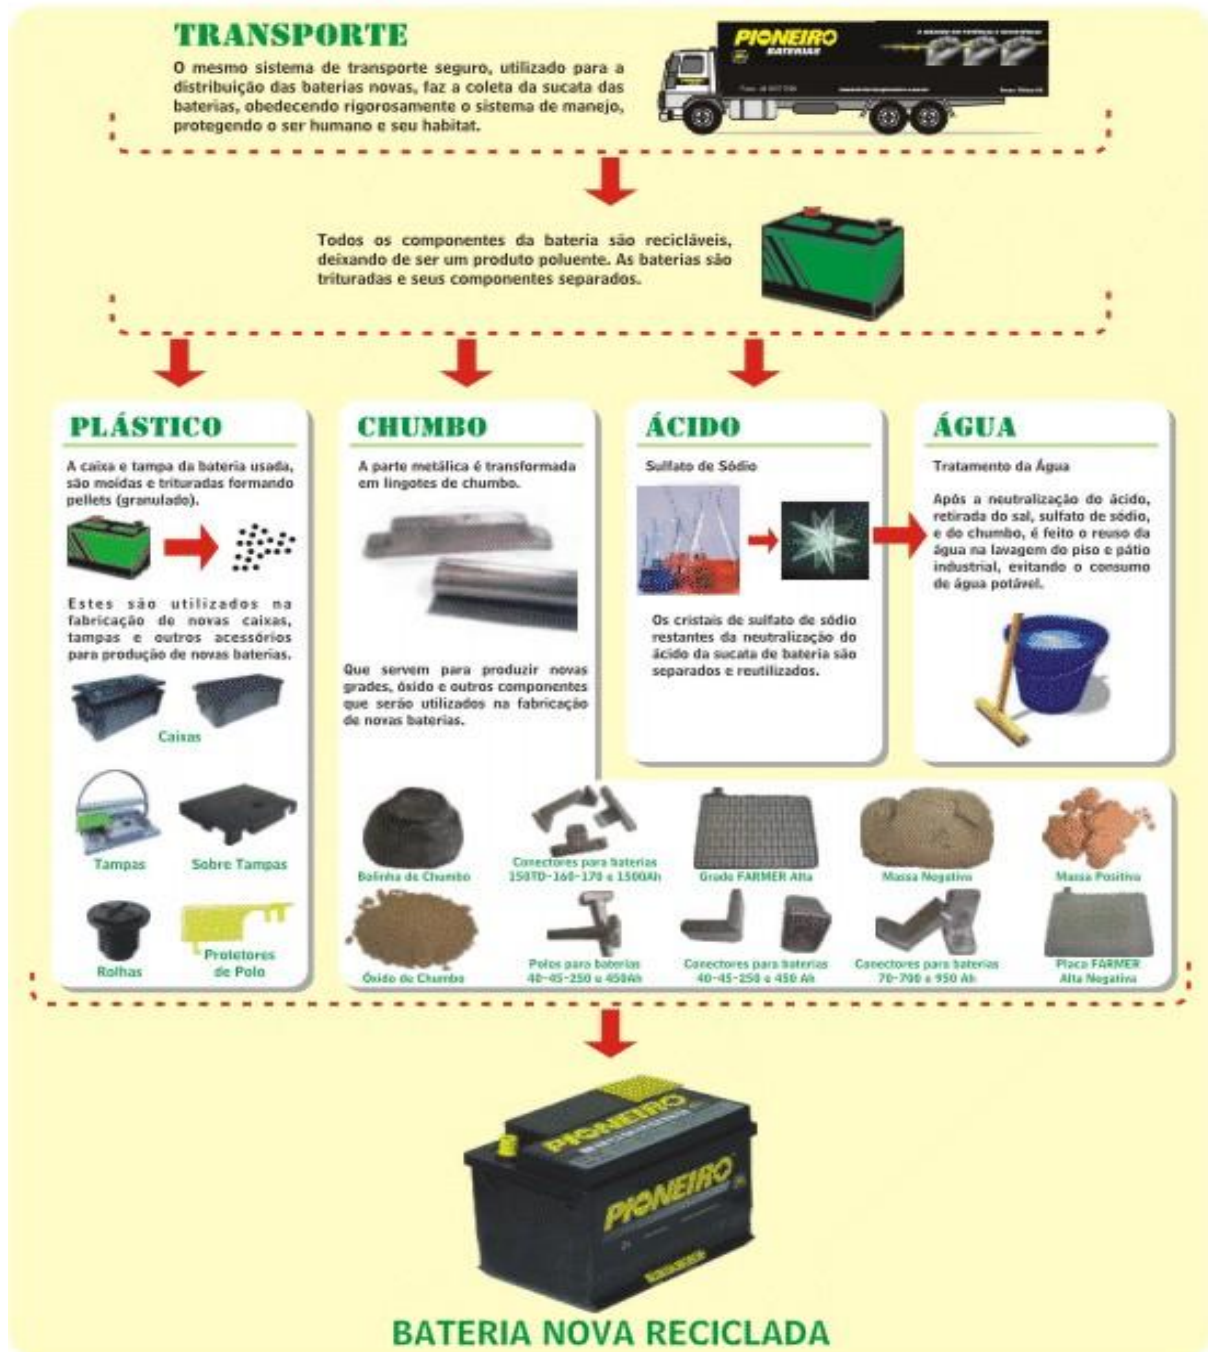 TRANSPORTE
O mesmo sistema de transporte seguro, utilizado para a
distribuição das baterias novas, faz a coleta da sucata das
baterias, obedecendo rigorosamente o sistema de manejo,
protegendo o ser humano e seu habitat.
PIONEIRO
BATERIAS
Todos os componentes da bateria são recicláveis,
deixando de ser um produto poluente. As baterias são
trituradas e seus componentes separados.
PLÁSTICO
A caixa e tampa da bateria usada,
são moídas e trituradas formando
pellets (granulado).
Estes são utilizados na
fabricação de novas caixas,
tampas e outros acessórios
para produção de novas baterias.
Caixas
Tampas
Sobre Tampas
Rolhas
Protetores
de Polo
CHUMBO
A parte metálica é transformada
em lingotes de chumbo.
Que servem para produzir novas
grades, óxido e outros componentes
que serão utilizados na fabricação
de novas baterias.
ÁCIDO
Sulfato de Sódio
Os cristais de sulfato de sódio
restantes da neutralização do
ácido da sucata de bateria são
separados e reutilizados.
ÁGUA
Tratamento da Água
Após a neutralização do ácido,
retirada do sal, sulfato de sódio,
e do chumbo, é feito o reuso da
água na lavagem do piso e pátio
industrial, evitando o consumo
de água potável.
Bolinha de Chumbo
Conectores para baterias
150TD-160-170 e 1500Ah
Grade FARMER Alta
Massa Negativa
Massa Positiva
Óxido de Chumbo
Polos para baterias
40-45-250 e 450Ah
Conectores para baterias
40-45-250 e 450 Ah
Conectores para baterias
70-700 e 950 Ah
Placa FARMER
Alta Negativa
PIONEIRO
PIONEIRO
BATERIA NOVA RECICLADA